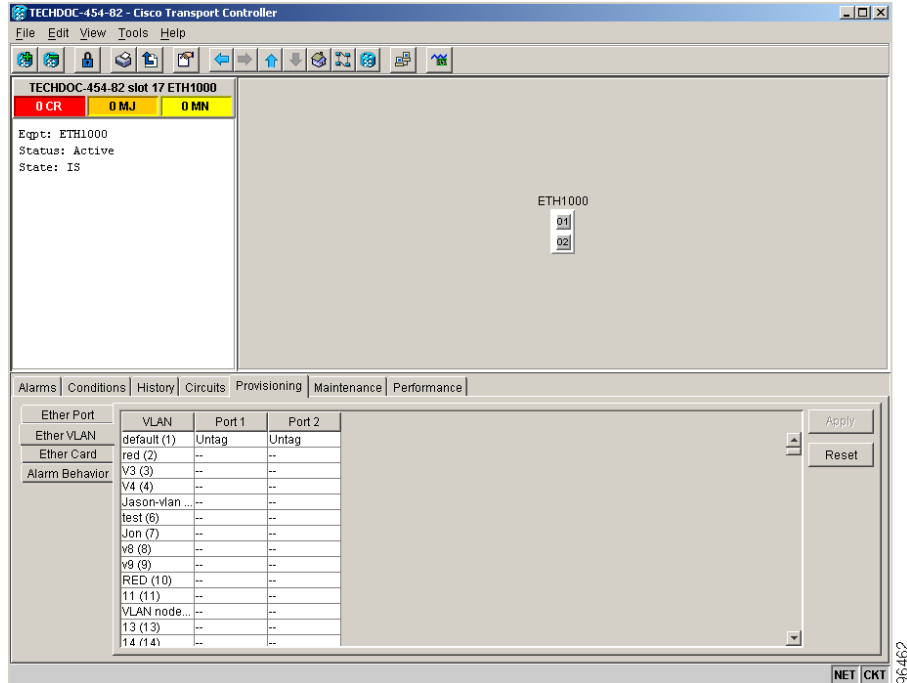 TECHDOC-454-82 - Cisco Transport Controller
File Edit View Tools Help
TECHDOC-454-82 slot 17 ETH1000
0 CR 0 MJ 0 MN
Eqpt: ETH1000
Status: Active
State: IS
ETH1000
01
02
Alarms Conditions History Circuits Provisioning Maintenance Performance
Ether Port
Ether VLAN
Ether Card
Alarm Behavior
VLAN Port 1 Port 2
default (1) Untag Untag
red (2) -- --
V3 (3) -- --
V4 (4) -- --
Jason-vlan ... -- --
test (6) -- --
Jon (7) -- --
v8 (8) -- --
v9 (9) -- --
RED (10) -- --
11 (11) -- --
VLAN node... -- --
13 (13) -- --
14 (14) -- --
Apply
Reset
NET CKT
96462